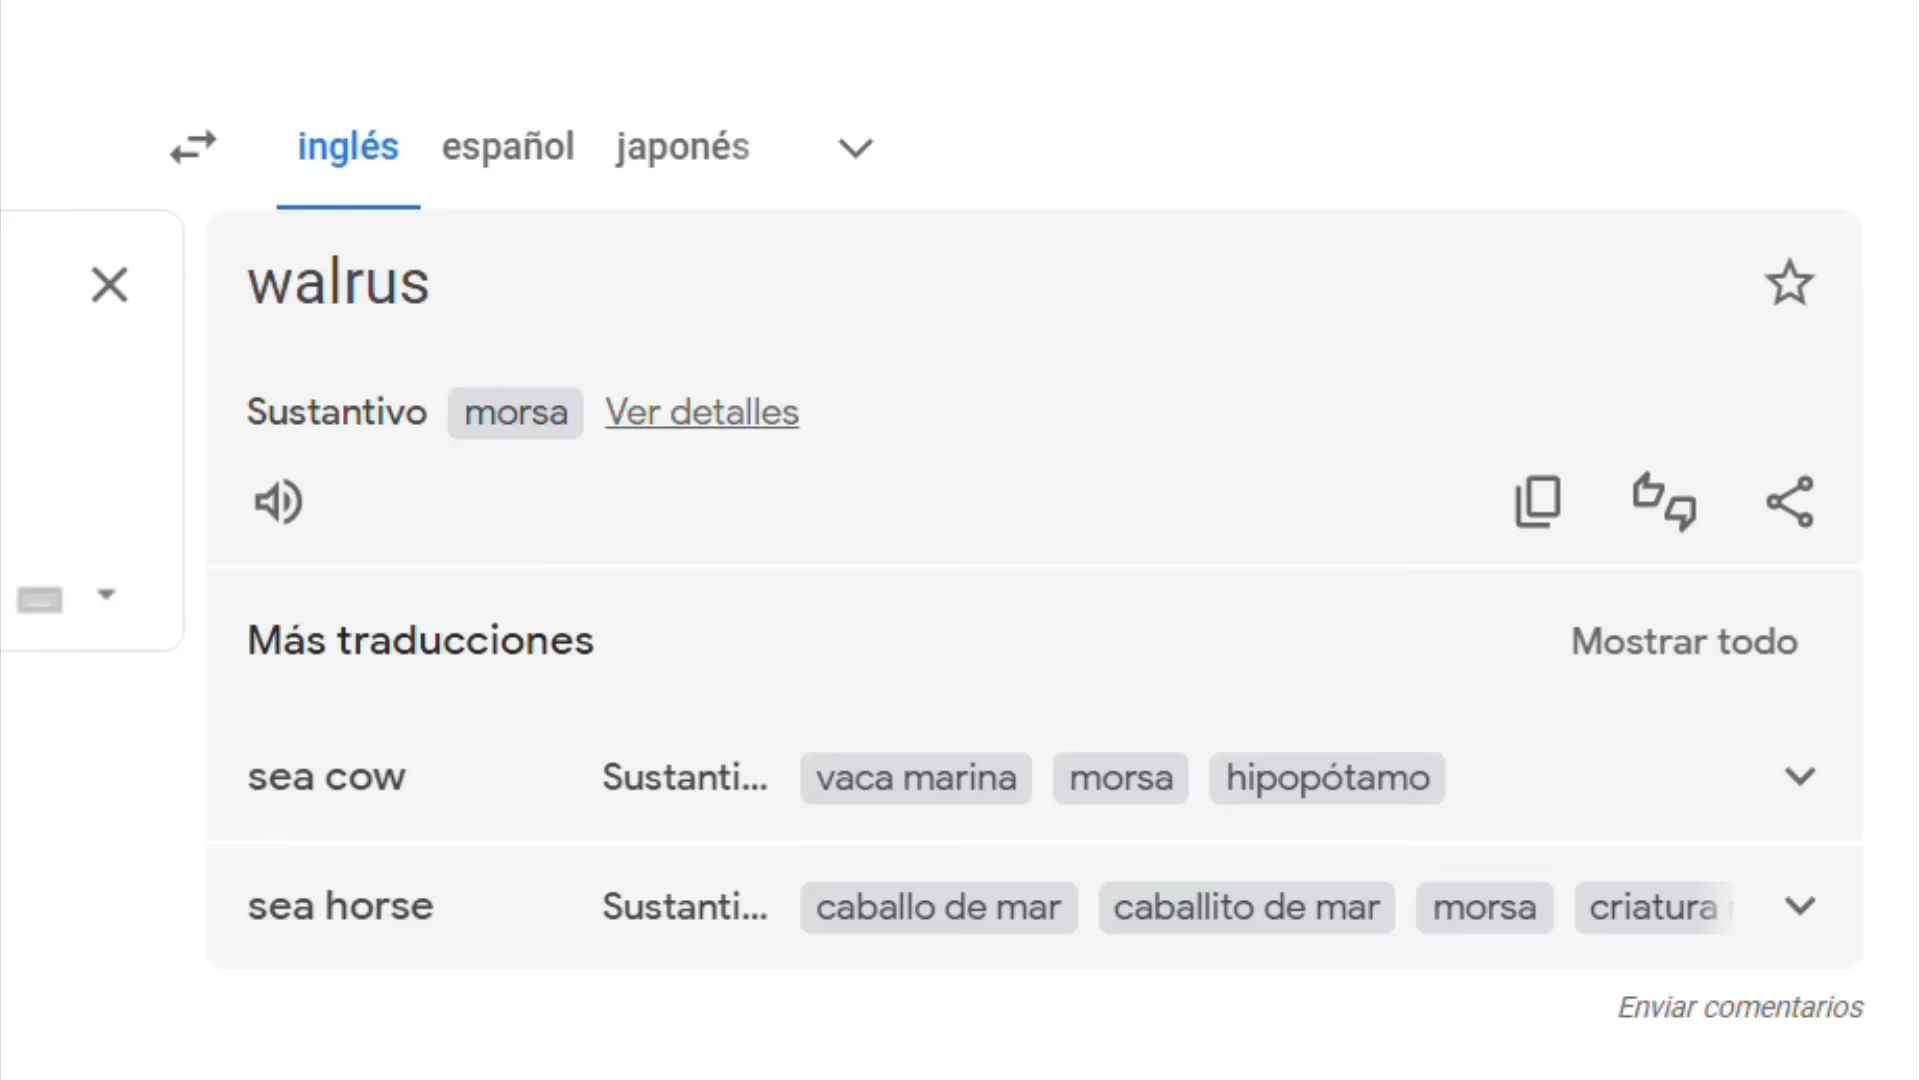 inglés español japonés
walrus
Sustantivo morsa Ver detalles
Más traducciones Mostrar todo
sea cow Sustanti... vaca marina morsa hipopótamo
sea horse Sustanti... caballo de mar caballito de mar morsa criatura
Enviar comentarios